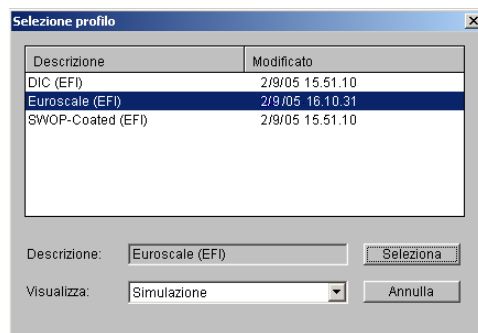 Selezione profilo
Descrizione Modificato
DIC (EFI) 2/9/05 15.51.10
Euroscale (EFI) 2/9/05 16.10.31
SWOP-Coated (EFI) 2/9/05 15.51.10
Descrizione: Euroscale (EFI) Seleziona
Visualizza: Simulazione Annulla